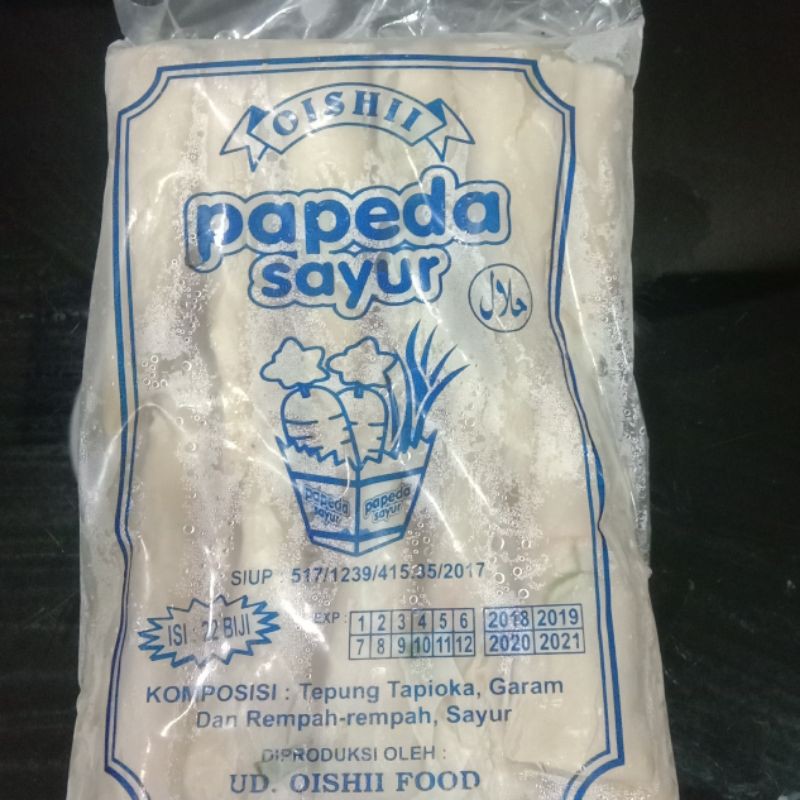 OISHII
papeda
sayur
حلال
papeda papeda
sayur sayur
SIUP : 517/1239/415.35/2017
ISI : 22 BIJI
EXP : 1 2 3 4 5 6 2018 2019
7 8 9 10 11 12 2020 2021
KOMPOSISI : Tepung Tapioka, Garam
Dan Rempah-rempah, Sayur
DIPRODUKSI OLEH :
UD. OISHII FOOD